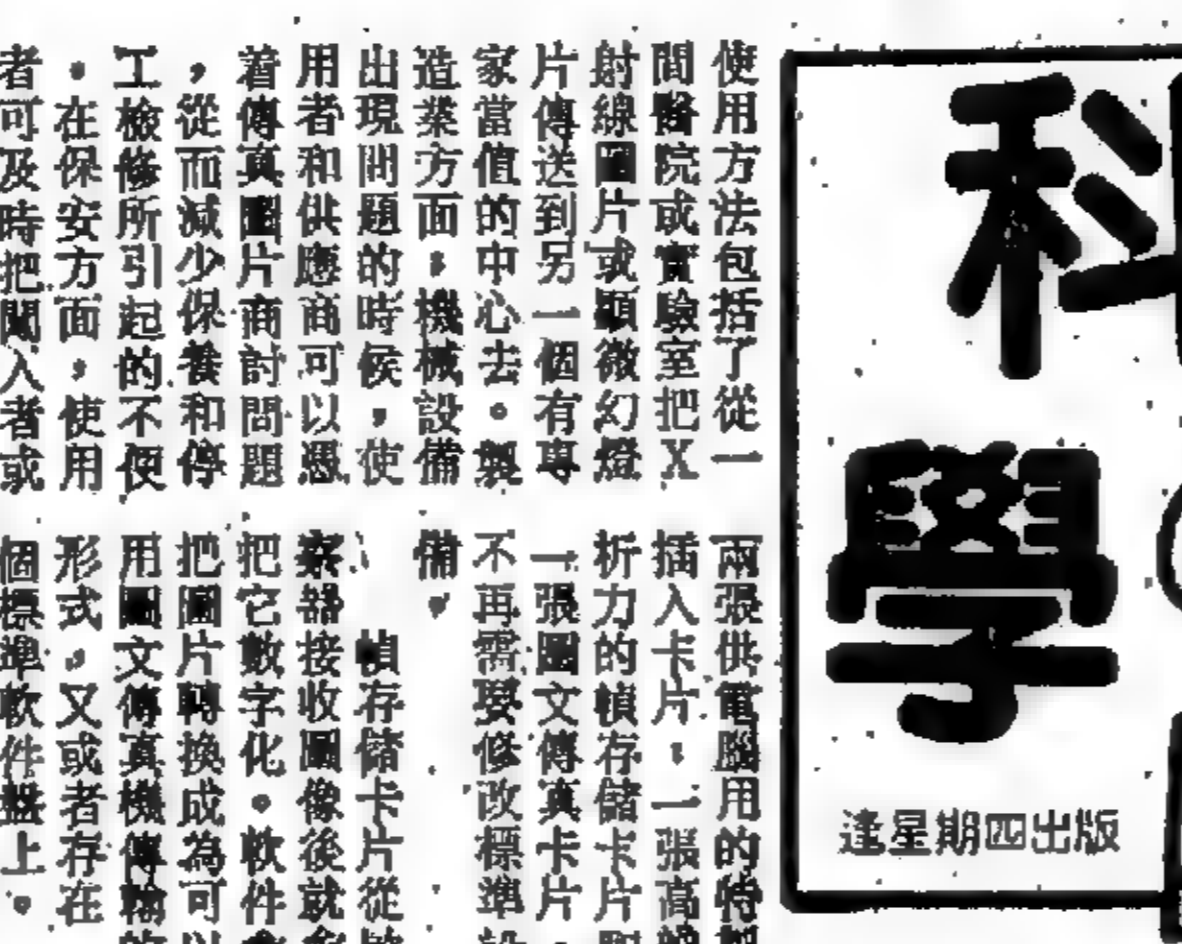 科學
逢星期四出版
使用方法包括了從一
間醫院或實驗室把X
射線圖片或顯微幻燈
片傳送到另一個有專
家當值的中心去。製
造業方面,機械設備
出現問題的時候,使
用者和供應商可以憑
着傳真圖片商討問題
,從而減少保養和停
工檢修所引起的不便
。在保安方面,使用
者可及時把闖入者或
兩張供電腦用的特
插入卡片,一張高
析力的幀存儲卡片
一張圖文傳真卡片,
不再需要修改標準
備。
幀存儲卡片從
察器接收圖像後就
把它數字化。軟件
把圖片轉換成為可
用圖文傳真機傳輸
形式,又或者存在
個標準軟件盤上。